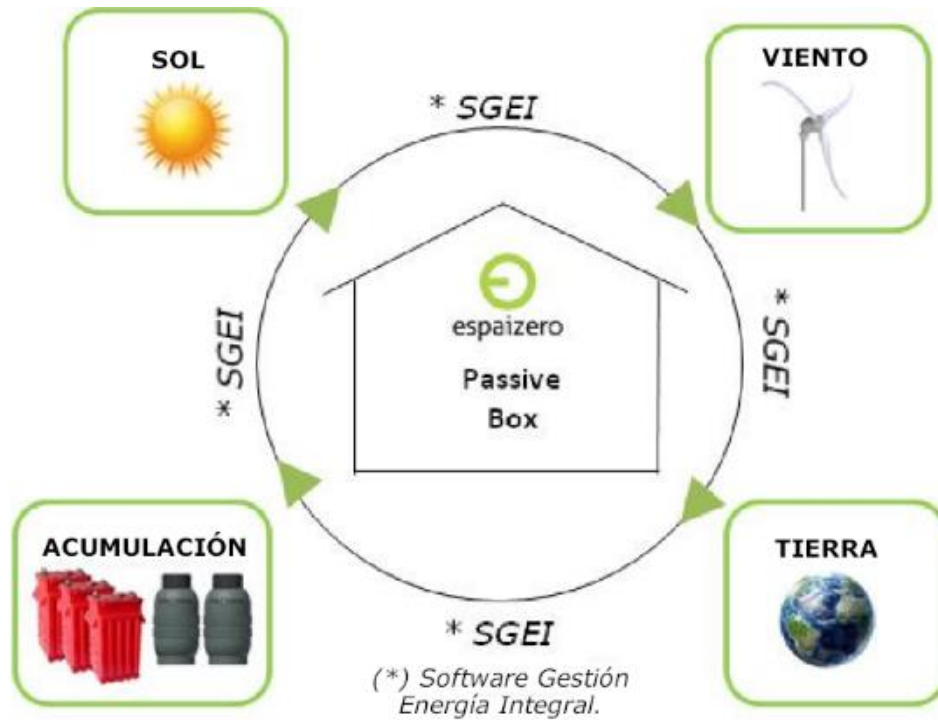 SOL
VIENTO
* SGEI
* SGEI
espaizero
Passive
Box
* SGEI
ACUMULACIÓN
TIERRA
* SGEI
(*) Software Gestión
Energía Integral.